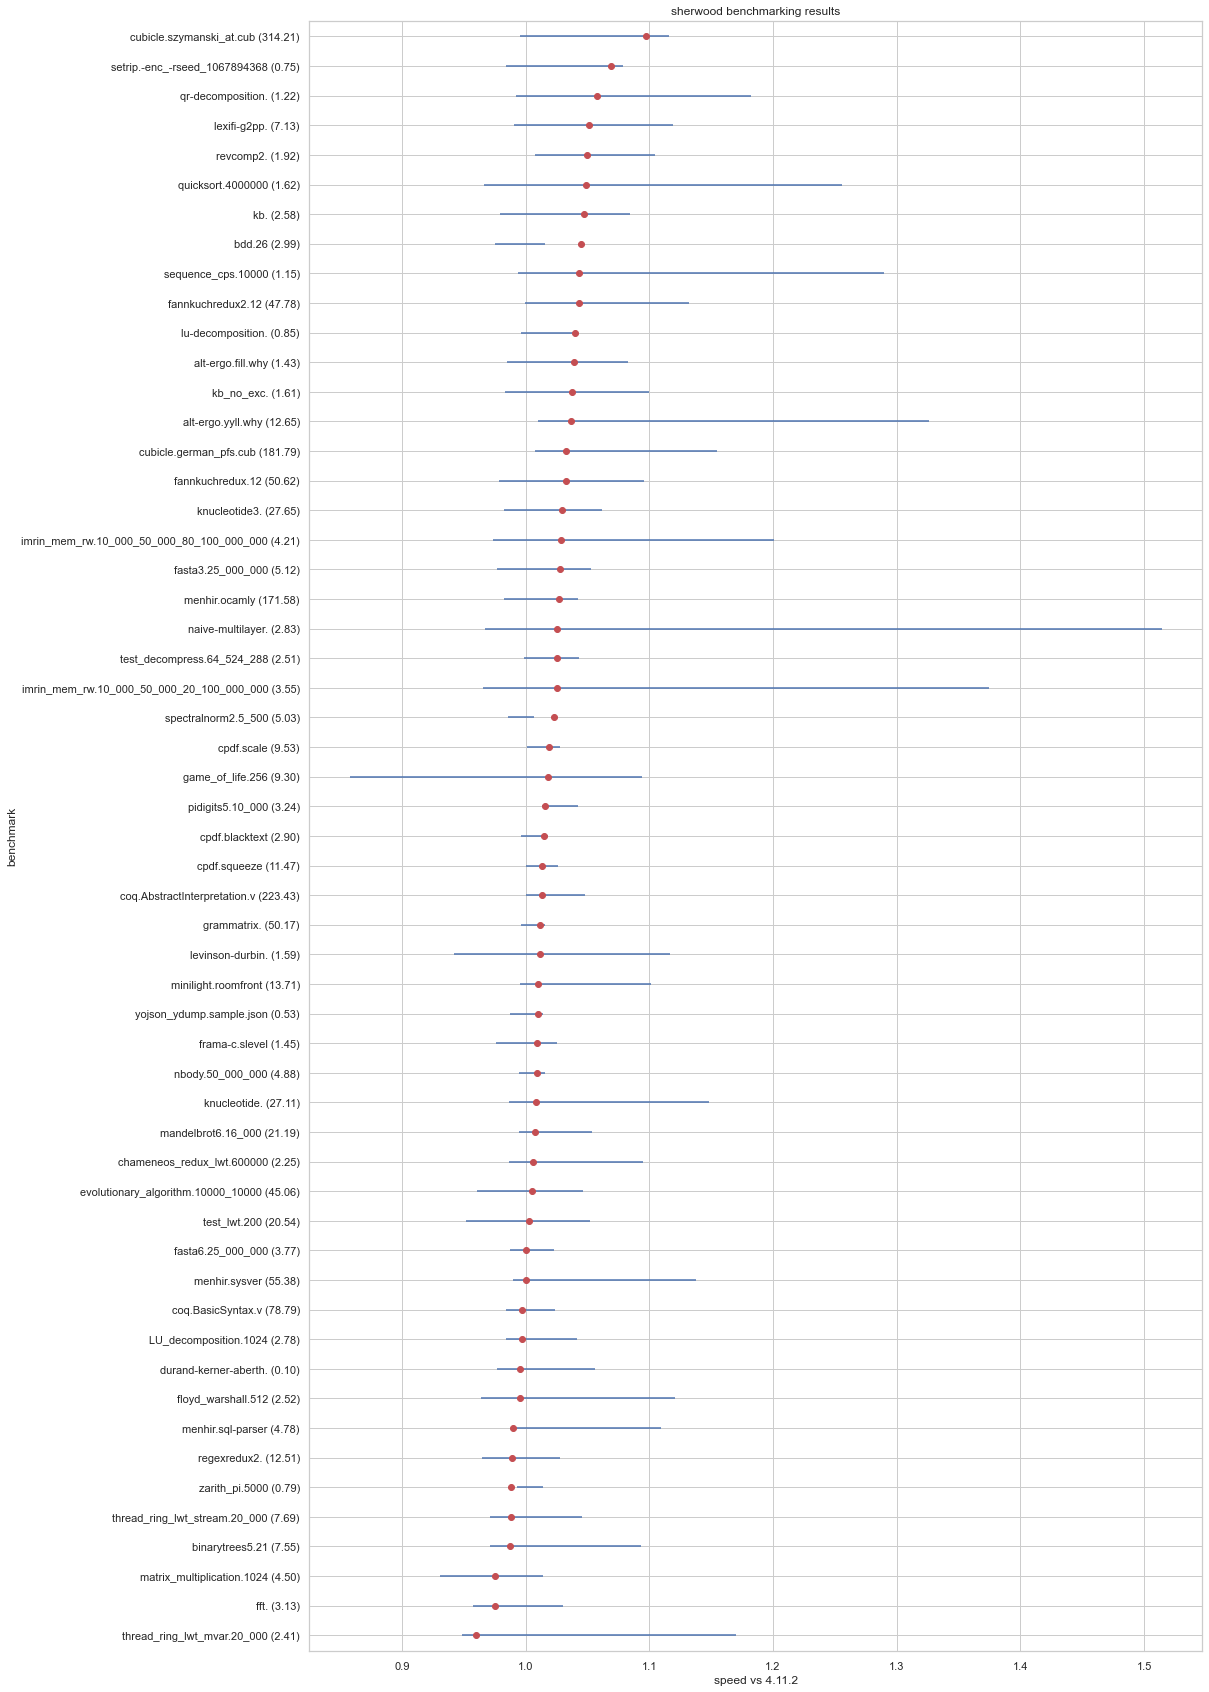 sherwood benchmarking results
cubicle.szymanski_at.cub (314.21)
setrip.-enc_-rseed_1067894368 (0.75)
qr-decomposition. (1.22)
lexifi-g2pp. (7.13)
revcomp2. (1.92)
quicksort.4000000 (1.62)
kb. (2.58)
bdd.26 (2.99)
sequence_cps.10000 (1.15)
fannkuchredux2.12 (47.78)
lu-decomposition. (0.85)
alt-ergo.fill.why (1.43)
kb_no_exc. (1.61)
alt-ergo.yyll.why (12.65)
cubicle.german_pfs.cub (181.79)
fannkuchredux.12 (50.62)
knucleotide3. (27.65)
imrin_mem_rw.10_000_50_000_80_100_000_000 (4.21)
fasta3.25_000_000 (5.12)
menhir.ocamly (171.58)
naive-multilayer. (2.83)
test_decompress.64_524_288 (2.51)
imrin_mem_rw.10_000_50_000_20_100_000_000 (3.55)
spectralnorm2.5_500 (5.03)
cpdf.scale (9.53)
game_of_life.256 (9.30)
pidigits5.10_000 (3.24)
cpdf.blacktext (2.90)
cpdf.squeeze (11.47)
coq.AbstractInterpretation.v (223.43)
grammatrix. (50.17)
levinson-durbin. (1.59)
minilight.roomfront (13.71)
yojson_ydump.sample.json (0.53)
frama-c.slevel (1.45)
nbody.50_000_000 (4.88)
knucleotide. (27.11)
mandelbrot6.16_000 (21.19)
chameneos_redux_lwt.600000 (2.25)
evolutionary_algorithm.10000_10000 (45.06)
test_lwt.200 (20.54)
fasta6.25_000_000 (3.77)
menhir.sysver (55.38)
coq.BasicSyntax.v (78.79)
LU_decomposition.1024 (2.78)
durand-kerner-aberth. (0.10)
floyd_warshall.512 (2.52)
menhir.sql-parser (4.78)
regexredux2. (12.51)
zarith_pi.5000 (0.79)
thread_ring_lwt_stream.20_000 (7.69)
binarytrees5.21 (7.55)
matrix_multiplication.1024 (4.50)
fft. (3.13)
thread_ring_lwt_mvar.20_000 (2.41)
benchmark
0.9 1.0 1.1 1.2 1.3 1.4 1.5
speed vs 4.11.2